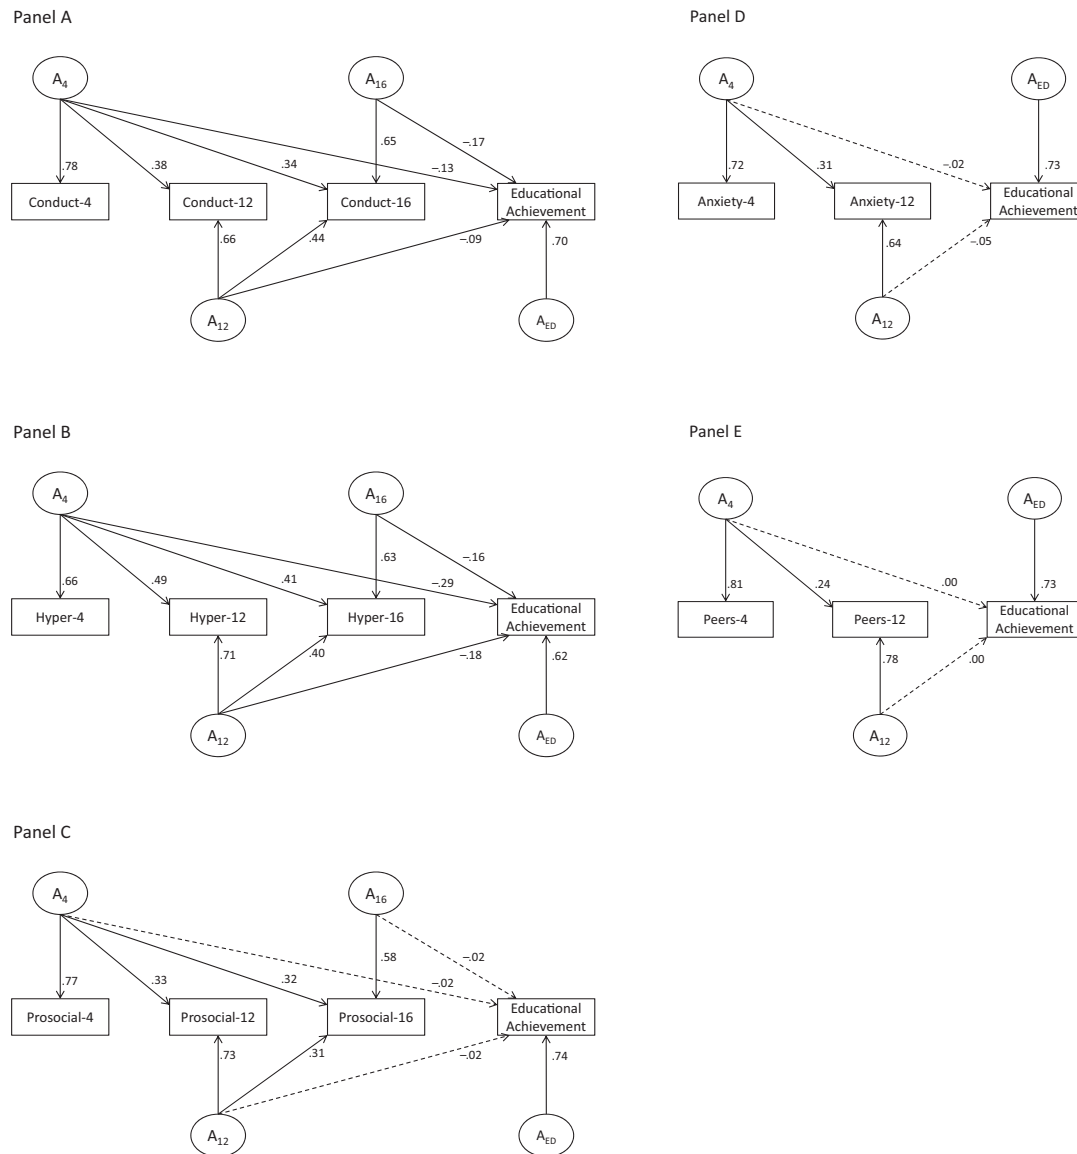 Panel A
A4
A16
.78
.38
.34
.65
–.17
–.13
Conduct-4
Conduct-12
Conduct-16
Educational
Achievement
.66
.44
–.09
.70
A12
AED
Panel B
A4
A16
.66
.49
.41
.63
–.16
–.29
Hyper-4
Hyper-12
Hyper-16
Educational
Achievement
.71
.40
–.18
.62
A12
AED
Panel C
A4
A16
.77
.33
.32
.58
–.02
–.02
Prosocial-4
Prosocial-12
Prosocial-16
Educational
Achievement
.73
.31
–.02
.74
A12
AED
Panel D
A4
AED
.72
.31
–.02
.73
Anxiety-4
Anxiety-12
Educational
Achievement
.64
–.05
A12
Panel E
A4
AED
.81
.24
.00
.73
Peers-4
Peers-12
Educational
Achievement
.78
.00
A12